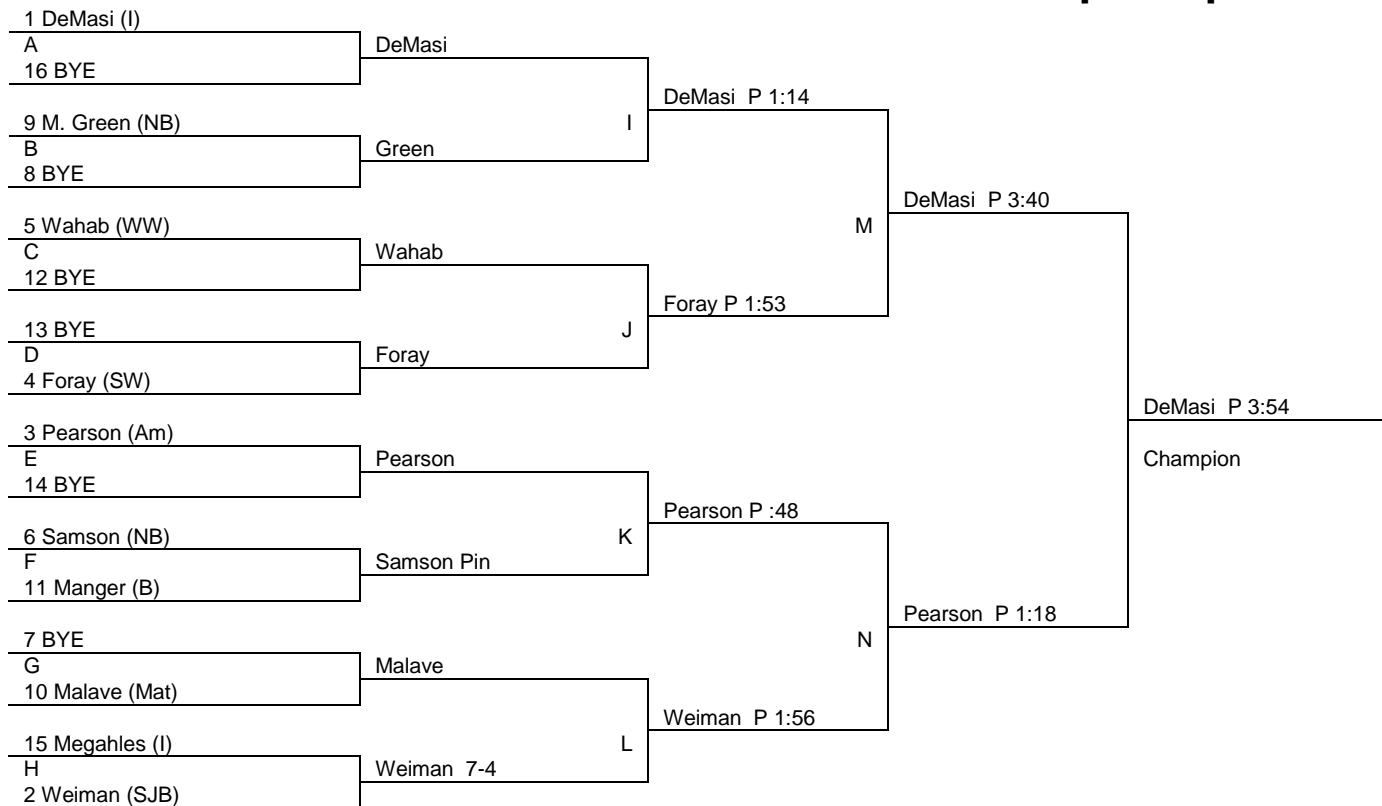 1 DeMasi (I)
A
16 BYE
DeMasi
9 M. Green (NB)
B
8 BYE
Green
I
DeMasi P 1:14
5 Wahab (WW)
C
12 BYE
Wahab
13 BYE
D
4 Foray (SW)
Foray
J
Foray P 1:53
M
DeMasi P 3:40
3 Pearson (Am)
E
14 BYE
Pearson
6 Samson (NB)
F
11 Manger (B)
Samson Pin
K
Pearson P :48
7 BYE
G
10 Malave (Mat)
Malave
15 Megahles (I)
H
2 Weiman (SJB)
Weiman 7-4
L
Weiman P 1:56
N
Pearson P 1:18
DeMasi P 3:54
Champion